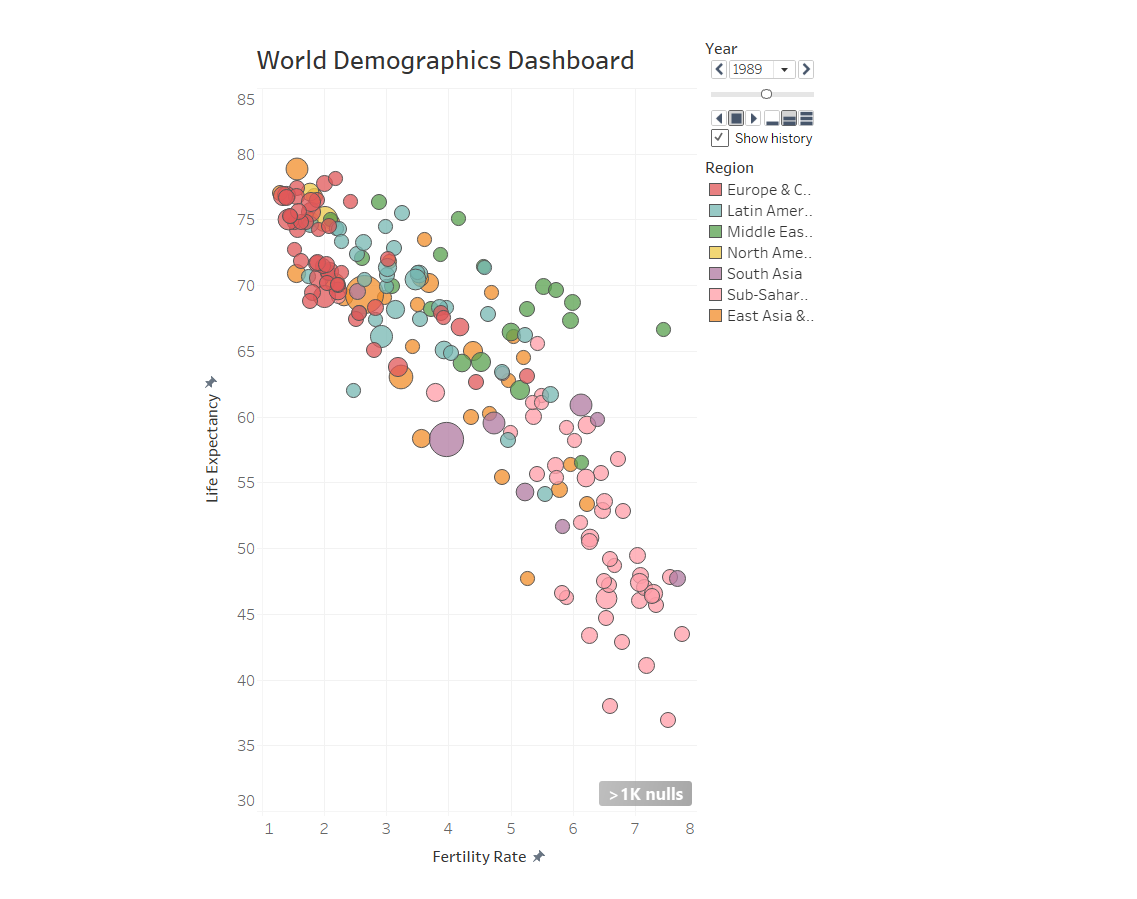 World Demographics Dashboard
Year
1989
Show history
Region
Europe & C..
Latin Amer..
Middle Eas..
North Ame..
South Asia
Sub-Sahar..
East Asia &..
85
80
75
70
65
60
55
50
45
40
35
30
Life Expectancy
>1K nulls
1 2 3 4 5 6 7 8
Fertility Rate